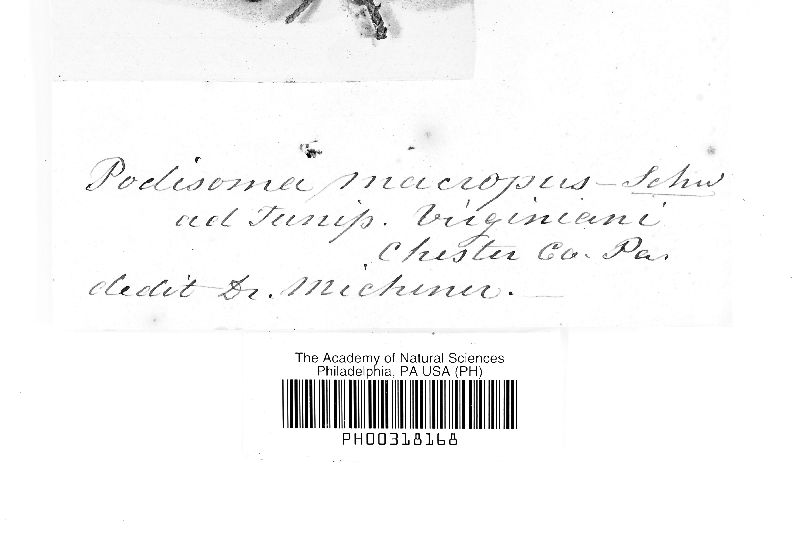 Podisoma macropus – Schw
ad Junip. Virginiani
Chester Co. Pa.
dedit Dr. Michener. —
The Academy of Natural Sciences
Philadelphia, PA USA (PH)
PH00318168